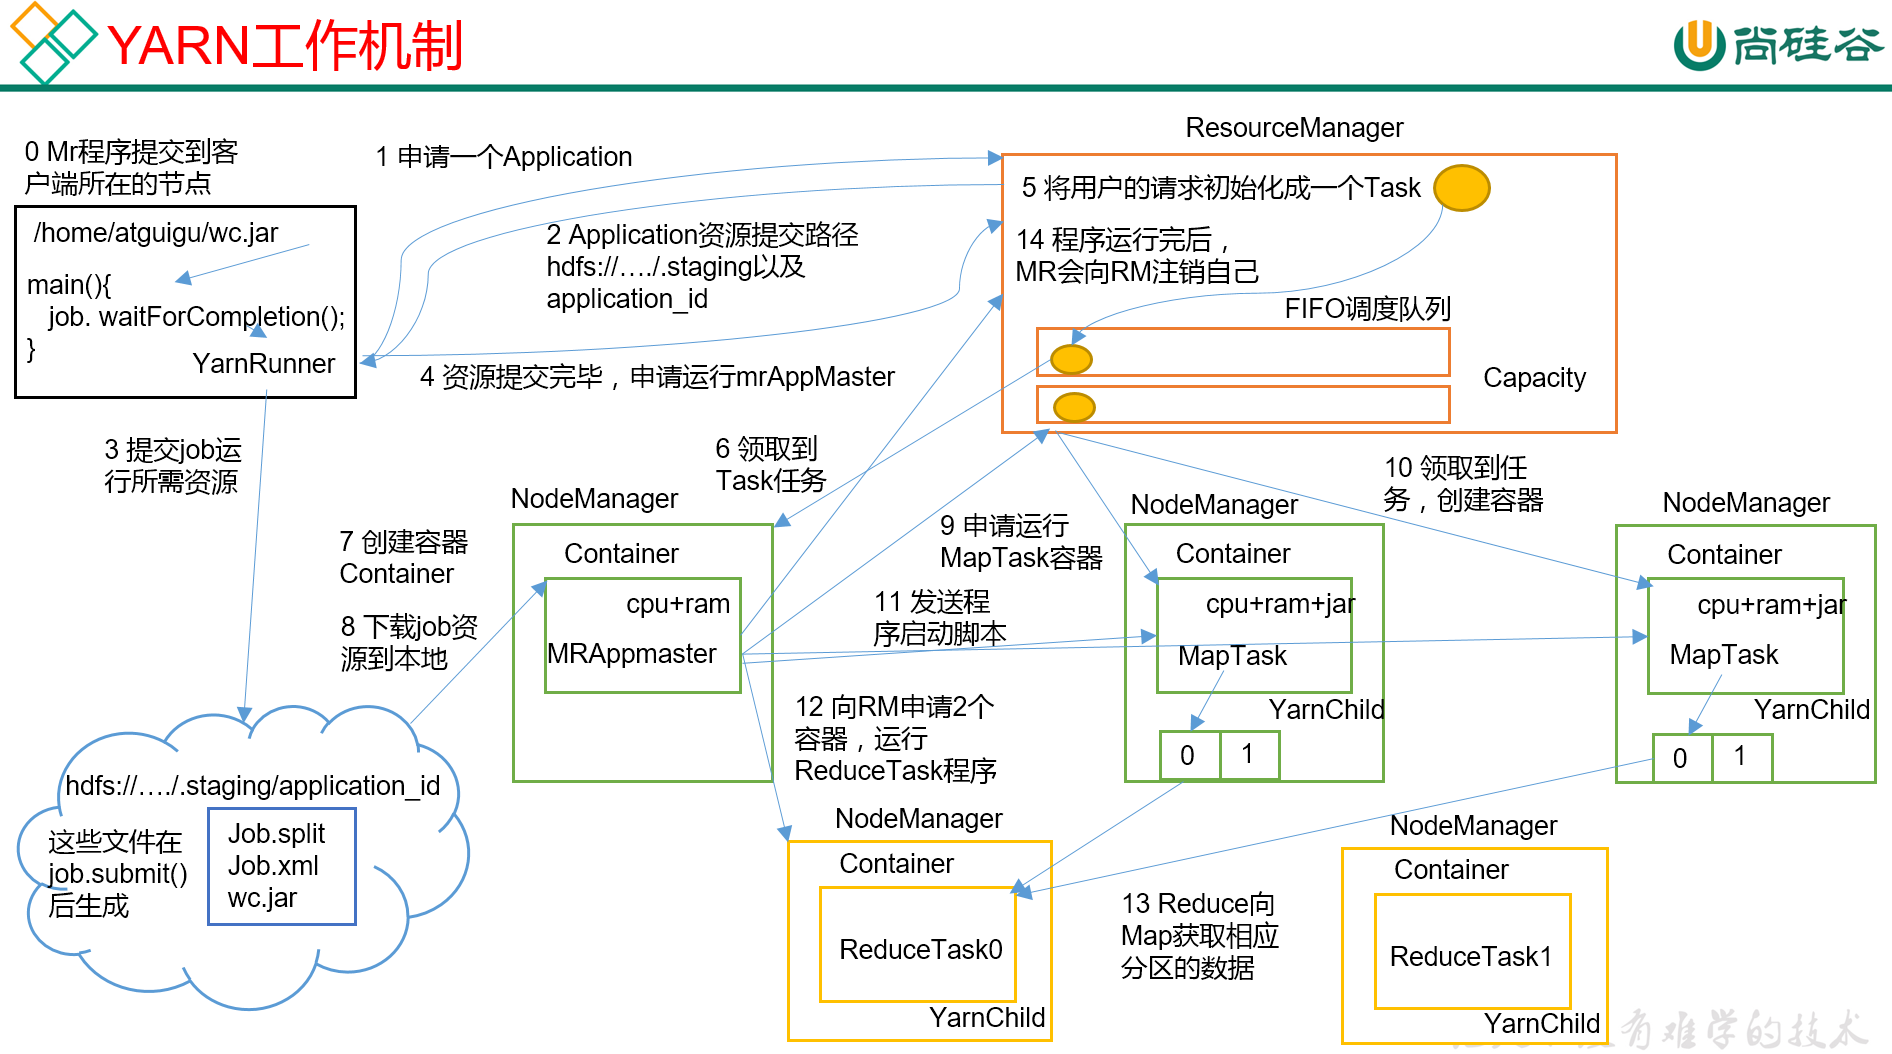 YARN工作机制
尚硅谷
0 Mr程序提交到客
户端所在的节点
/home/atguigu/wc.jar
main(){
job. waitForCompletion();
}
YarnRunner
1 申请一个Application
2 Application资源提交路径
hdfs://…./.staging以及
application_id
3 提交job运
行所需资源
4 资源提交完毕，申请运行mrAppMaster
ResourceManager
5 将用户的请求初始化成一个Task
14 程序运行完后，
MR会向RM注销自己
FIFO调度队列
Capacity
6 领取到
Task任务
7 创建容器
Container
8 下载job资
源到本地
NodeManager
Container
cpu+ram
MRAppmaster
9 申请运行
MapTask容器
10 领取到任
务，创建容器
11 发送程
序启动脚本
NodeManager
Container
cpu+ram+jar
MapTask
YarnChild
0 1
NodeManager
Container
cpu+ram+jar
MapTask
YarnChild
0 1
12 向RM申请2个
容器，运行
ReduceTask程序
hdfs://…./.staging/application_id
这些文件在
job.submit()
后生成
Job.split
Job.xml
wc.jar
NodeManager
Container
ReduceTask0
YarnChild
13 Reduce向
Map获取相应
分区的数据
NodeManager
Container
ReduceTask1
YarnChild
有难学的技术